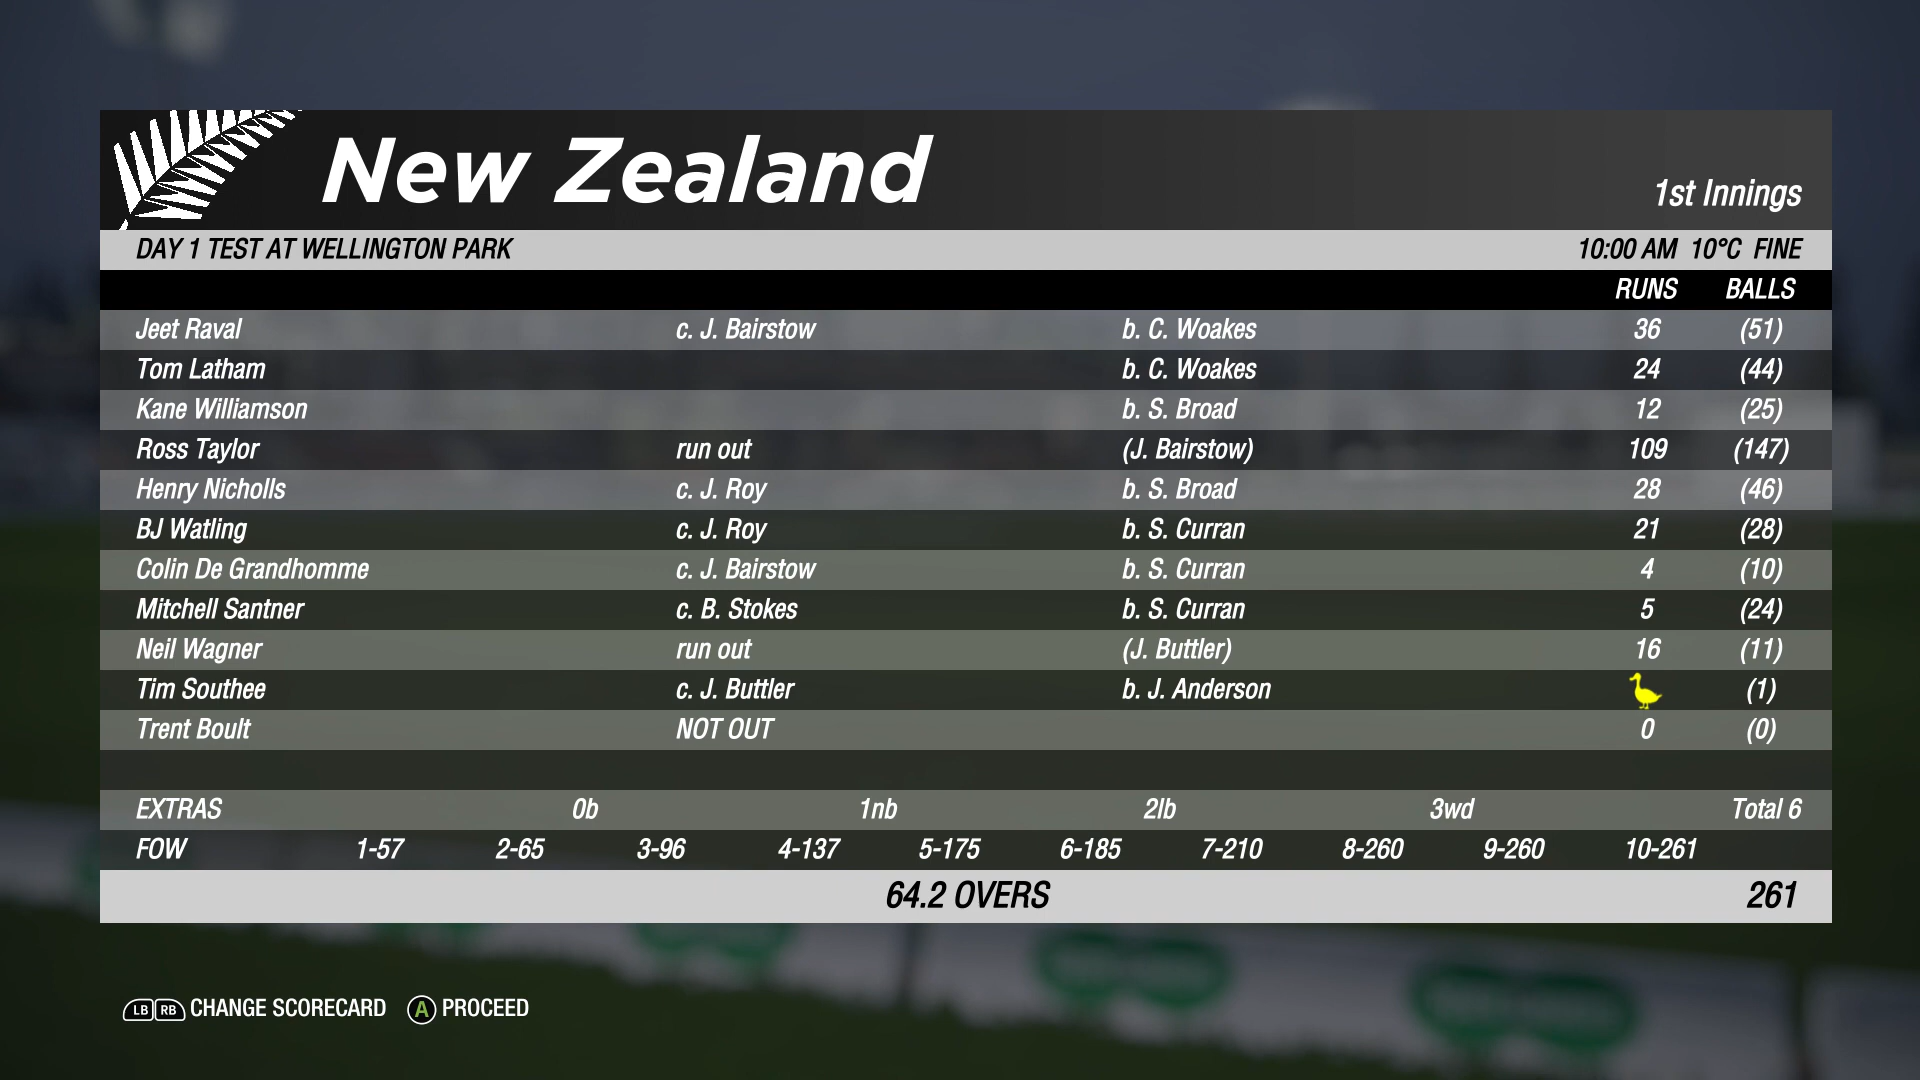 New Zealand
1st Innings
DAY 1 TEST AT WELLINGTON PARK 10:00 AM 10°C FINE
RUNS BALLS
Jeet Raval c. J. Bairstow b. C. Woakes 36 (51)
Tom Latham b. C. Woakes 24 (44)
Kane Williamson b. S. Broad 12 (25)
Ross Taylor run out (J. Bairstow) 109 (147)
Henry Nicholls c. J. Roy b. S. Broad 28 (46)
BJ Watling c. J. Roy b. S. Curran 21 (28)
Colin De Grandhomme c. J. Bairstow b. S. Curran 4 (10)
Mitchell Santner c. B. Stokes b. S. Curran 5 (24)
Neil Wagner run out (J. Buttler) 16 (11)
Tim Southee c. J. Buttler b. J. Anderson (1)
Trent Boult NOT OUT 0 (0)
EXTRAS 0b 1nb 2lb 3wd Total 6
FOW 1-57 2-65 3-96 4-137 5-175 6-185 7-210 8-260 9-260 10-261
64.2 OVERS 261
LB RB CHANGE SCORECARD A PROCEED